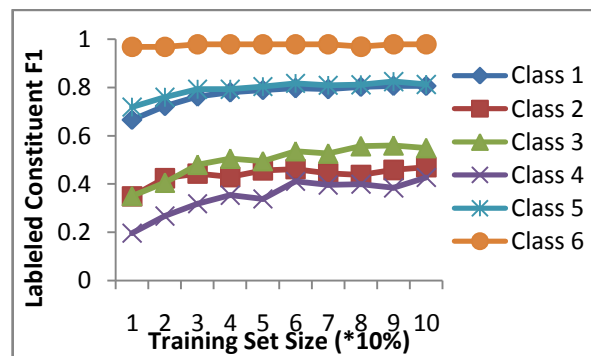 Lableled Constituent F1
1
0.8
0.6
0.4
0.2
0
1 2 3 4 5 6 7 8 9 10
Training Set Size (*10%)
Class 1
Class 2
Class 3
Class 4
Class 5
Class 6